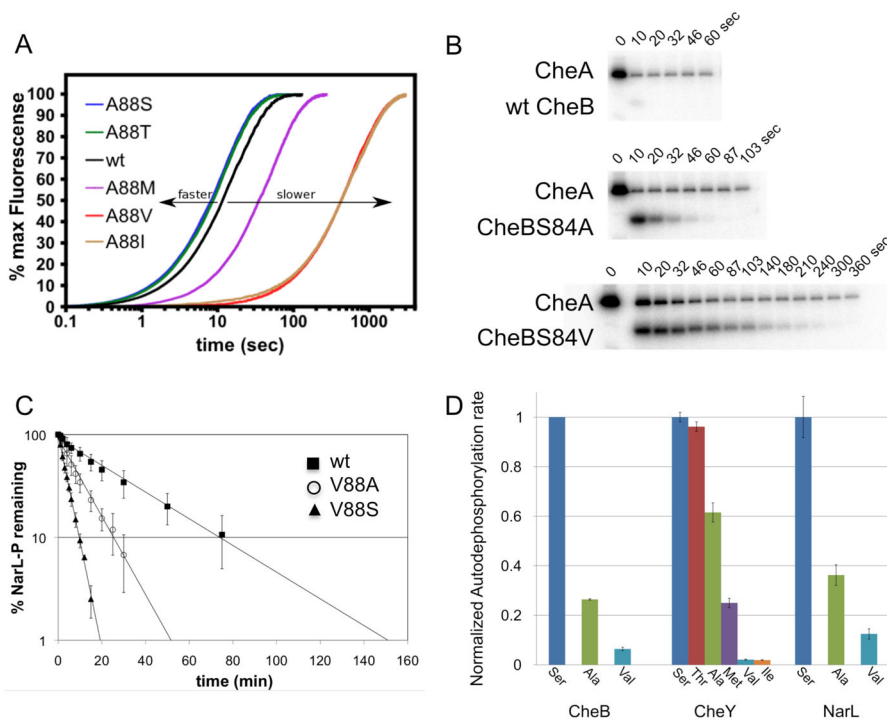 A
% max Fluorescense
100
90
80
70
60
50
40
30
20
10
0
A88S
A88T
wt
A88M
A88V
A88I
faster
slower
0.1 1 10 100 1000
time (sec)
B
0 10 20 32 46 60 sec
CheA
wt CheB
0 10 20 32 46 60 87 103 sec
CheA
CheBS84A
0 10 20 32 46 60 87 103 140 180 210 240 300 360 sec
CheA
CheBS84V
C
% NarL-P remaining
100
10
1
wt
V88A
V88S
0 20 40 60 80 100 120 140 160
time (min)
D
Normalized Autodephosphorylation rate
1
0.8
0.6
0.4
0.2
0
Ser Ala Val Ser Thr Ala Met Val Ile Ser Ala Val
CheB CheY NarL